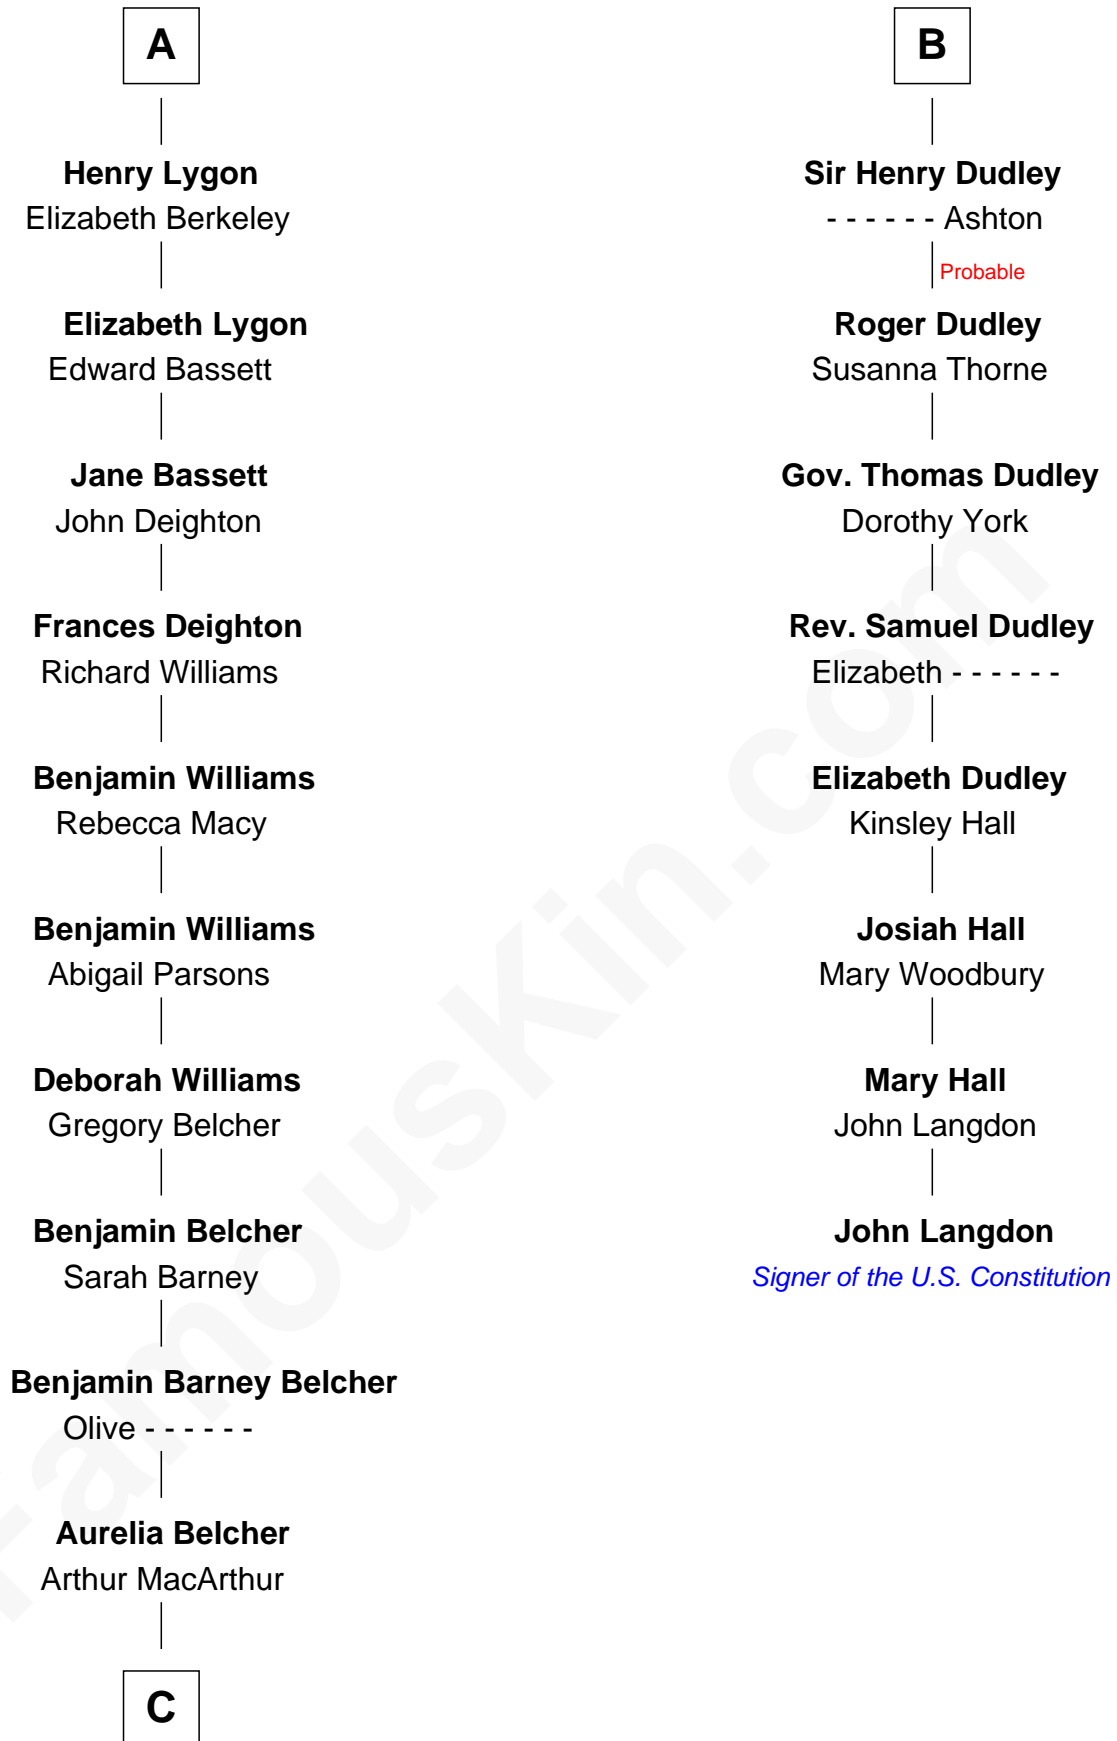 A
Henry Lygon
Elizabeth Berkeley
Elizabeth Lygon
Edward Bassett
Jane Bassett
John Deighton
Frances Deighton
Richard Williams
Benjamin Williams
Rebecca Macy
Benjamin Williams
Abigail Parsons
Deborah Williams
Gregory Belcher
Benjamin Belcher
Sarah Barney
Benjamin Barney Belcher
Olive - - - - - -
Aurelia Belcher
Arthur MacArthur
C
B
Sir Henry Dudley
- - - - - - Ashton
Probable
Roger Dudley
Susanna Thorne
Gov. Thomas Dudley
Dorothy York
Rev. Samuel Dudley
Elizabeth - - - - - -
Elizabeth Dudley
Kinsley Hall
Josiah Hall
Mary Woodbury
Mary Hall
John Langdon
John Langdon
Signer of the U.S. Constitution
FamousKin.com